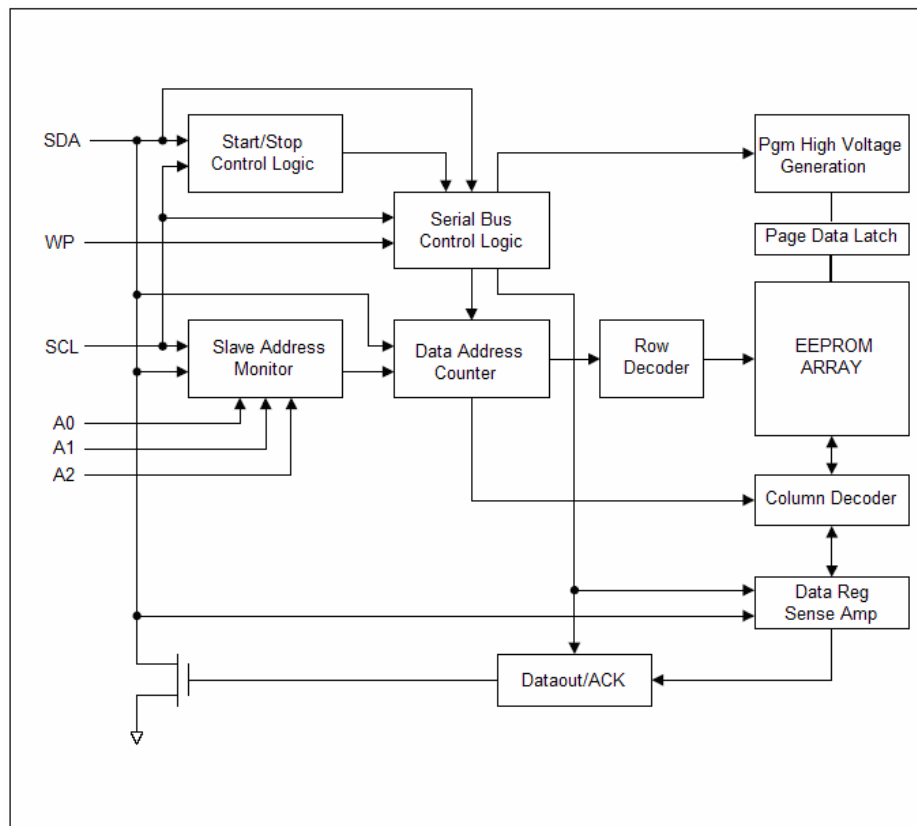 SDA
Start/Stop
Control Logic
Pgm High Voltage
Generation
WP
Serial Bus
Control Logic
Page Data Latch
SCL
Slave Address
Monitor
Data Address
Counter
Row
Decoder
EEPROM
ARRAY
A0
A1
A2
Column Decoder
Data Reg
Sense Amp
Dataout/ACK